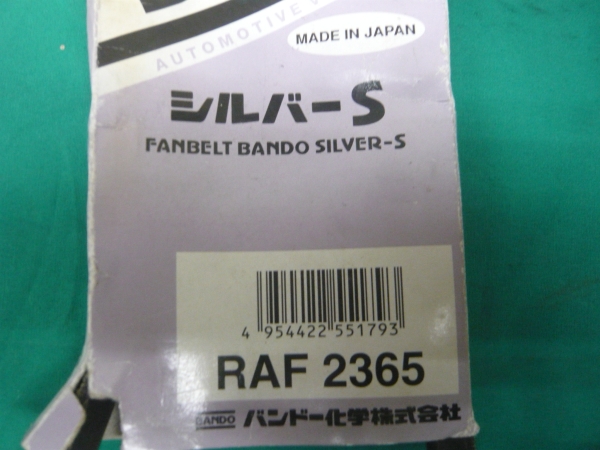 AUTOMOTIVE
MADE IN JAPAN
シルバーS
FANBELT BANDO SILVER-S
4 954422 551793
RAF 2365
BANDO バンドー化学株式会社